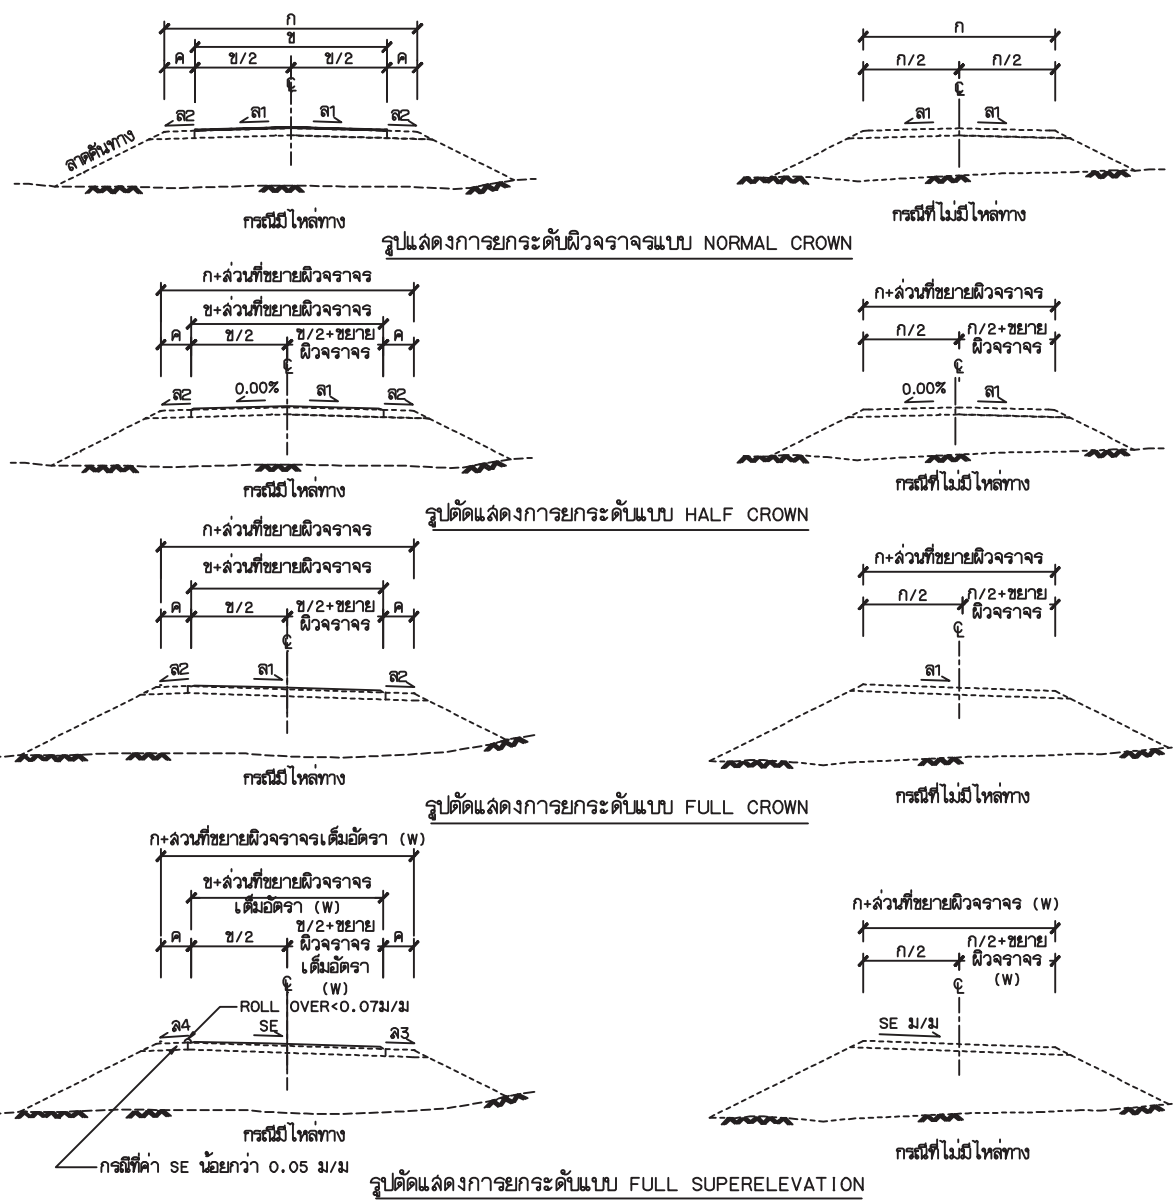 ก
ข
ค
ข/2
ข/2
ค
℄
ล2
ล1
ล1
ล2
ลาดคันทาง
กรณีมีไหล่ทาง
ก
ก/2
ก/2
℄
ล1
ล1
กรณีที่ไม่มีไหล่ทาง
รูปแสดงการยกระดับผิวจราจรแบบ NORMAL CROWN
ก+ส่วนที่ขยายผิวจราจร
ข+ส่วนที่ขยายผิวจราจร
ค
ข/2
ข/2+ขยาย
ผิวจราจร
ค
℄
ล2
0.00%
ล1
ล2
กรณีมีไหล่ทาง
ก+ส่วนที่ขยายผิวจราจร
ก/2
ก/2+ขยาย
ผิวจราจร
℄
0.00%
ล1
กรณีที่ไม่มีไหล่ทาง
รูปตัดแสดงการยกระดับแบบ HALF CROWN
ก+ส่วนที่ขยายผิวจราจร
ข+ส่วนที่ขยายผิวจราจร
ค
ข/2
ข/2+ขยาย
ผิวจราจร
ค
℄
ล2
ล1
ล2
กรณีมีไหล่ทาง
ก+ส่วนที่ขยายผิวจราจร
ก/2
ก/2+ขยาย
ผิวจราจร
℄
ล1
กรณีที่ไม่มีไหล่ทาง
รูปตัดแสดงการยกระดับแบบ FULL CROWN
ก+ส่วนที่ขยายผิวจราจรเต็มอัตรา (W)
ข+ส่วนที่ขยายผิวจราจร
เต็มอัตรา (W)
ค
ข/2
ข/2+ขยาย
ผิวจราจร
เต็มอัตรา
(W)
ค
℄
ROLL OVER<0.07ม/ม
ล4
SE
ล3
กรณีมีไหล่ทาง
กรณีที่ค่า SE น้อยกว่า 0.05 ม/ม
ก+ส่วนที่ขยายผิวจราจร (W)
ก/2
ก/2+ขยาย
ผิวจราจร
(W)
℄
SE ม/ม
กรณีที่ไม่มีไหล่ทาง
รูปตัดแสดงการยกระดับแบบ FULL SUPERELEVATION